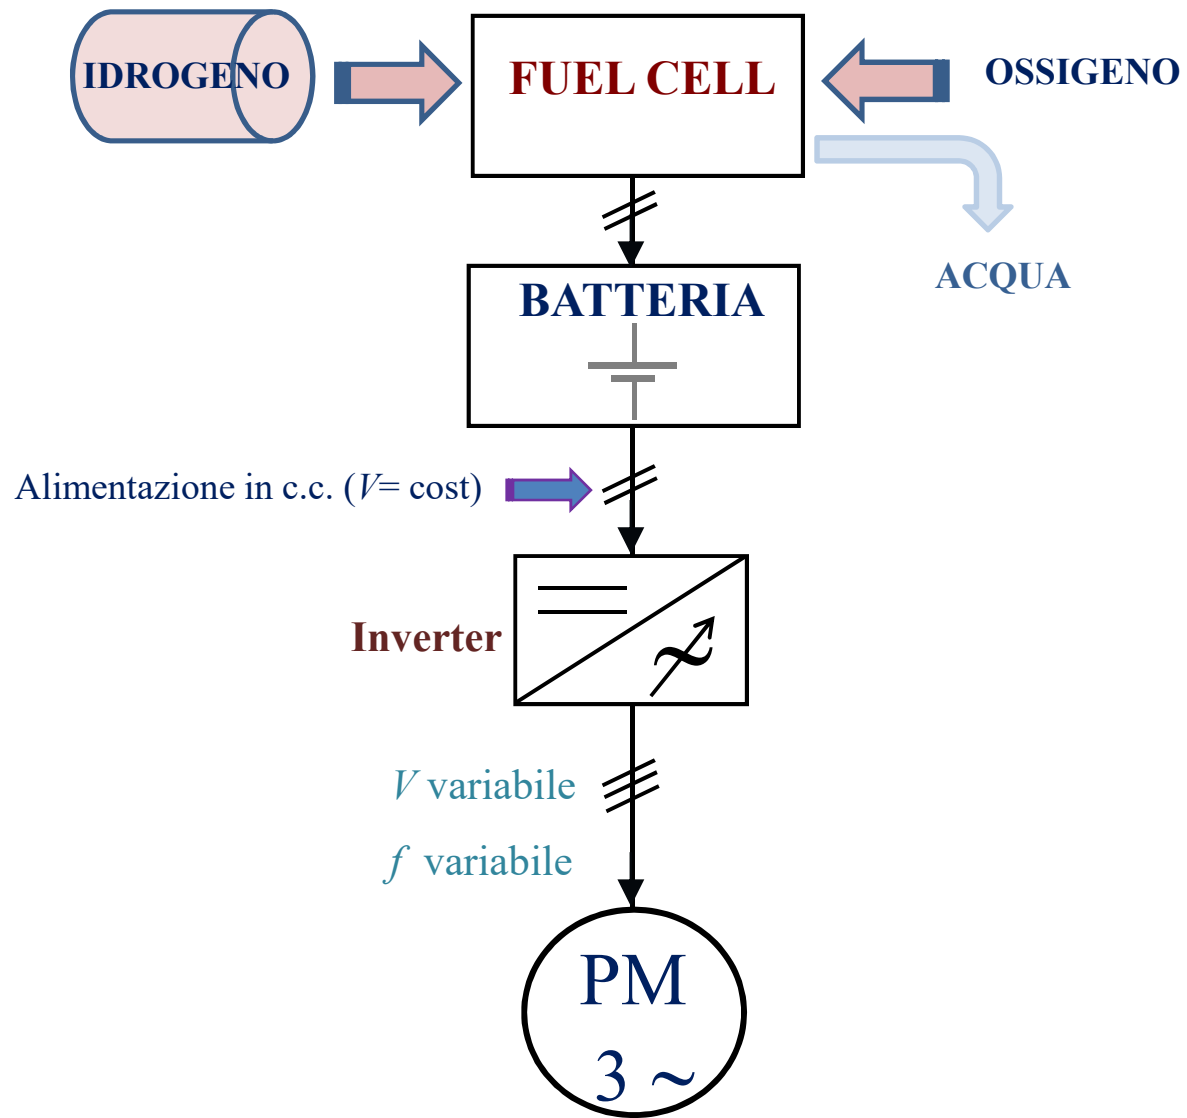 IDROGENO
FUEL CELL
OSSIGENO
ACQUA
BATTERIA
Alimentazione in c.c. (V= cost)
Inverter
V variabile
f variabile
PM
3 ~